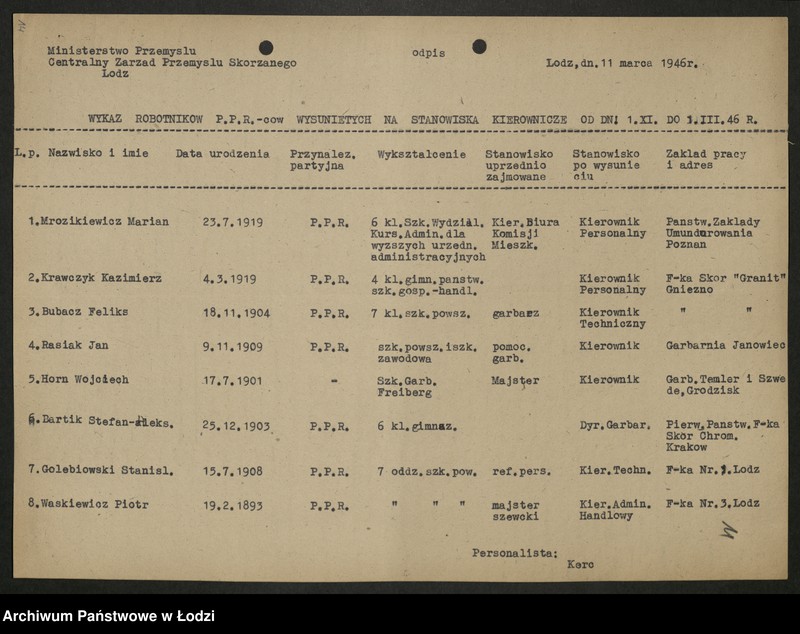 Ministerstwo Przemyslu
Centralny Zarzad Przemyslu Skorzanego
Lodz
odpis
Lodz,dn.11 marca 1946r.
WYKAZ ROBOTNIKOW P.P.R.-cow WYSUNIETYCH NA STANOWISKA KIEROWNICZE OD DN. 1.XI. DO 1.III.46 R.
L.p. Nazwisko i imie Data urodzenia Przynalez. Wyksztalcenie Stanowisko Stanowisko Zaklad pracy
partyjna uprzednio po wysunie i adres
zajmowane ciu
1.Mrozikiewicz Marian 23.7.1919 P.P.R. 6 kl.Szk.Wydzial. Kier.Biura Kierownik Panstw.Zaklady
Kurs.Admin.dla Komisji Personalny Umundurowania
wyzszych urzedn. Mieszk. Poznan
administracyjnych
2.Krawczyk Kazimierz 4.3.1919 P.P.R. 4 kl.gimn.panstw. Kierownik F-ka Skor "Granit"
szk.gosp.-handl. Personalny Gniezno
3.Bubacz Feliks 18.11.1904 P.P.R. 7 kl.szk.powsz. garbarz Kierownik " "
Techniczny
4.Rasiak Jan 9.11.1909 P.P.R. szk.powsz.iszk. pomoc. Kierownik Garbarnia Janowiec
zawodowa garb.
5.Horn Wojciech 17.7.1901 - Szk.Garb. Majster Kierownik Garb.Temler i Szwe
Freiberg de,Grodzisk
6.Dartik Stefan-Aleks. 25.12.1903 P.P.R. 6 kl.gimnaz. Dyr.Garbar. Pierw.Panstw.F-ka
Skor Chrom.
Krakow
7.Golebiowski Stanisl. 15.7.1908 P.P.R. 7 oddz.szk.pow. ref.pers. Kier.Techn. F-ka Nr.1.Lodz
8.Waskiewicz Piotr 19.2.1893 P.P.R. " " " majster Kier.Admin. F-ka Nr.3.Lodz
szewcki Handlowy
Personalista:
Kerc
Archiwum Państwowe w Łodzi